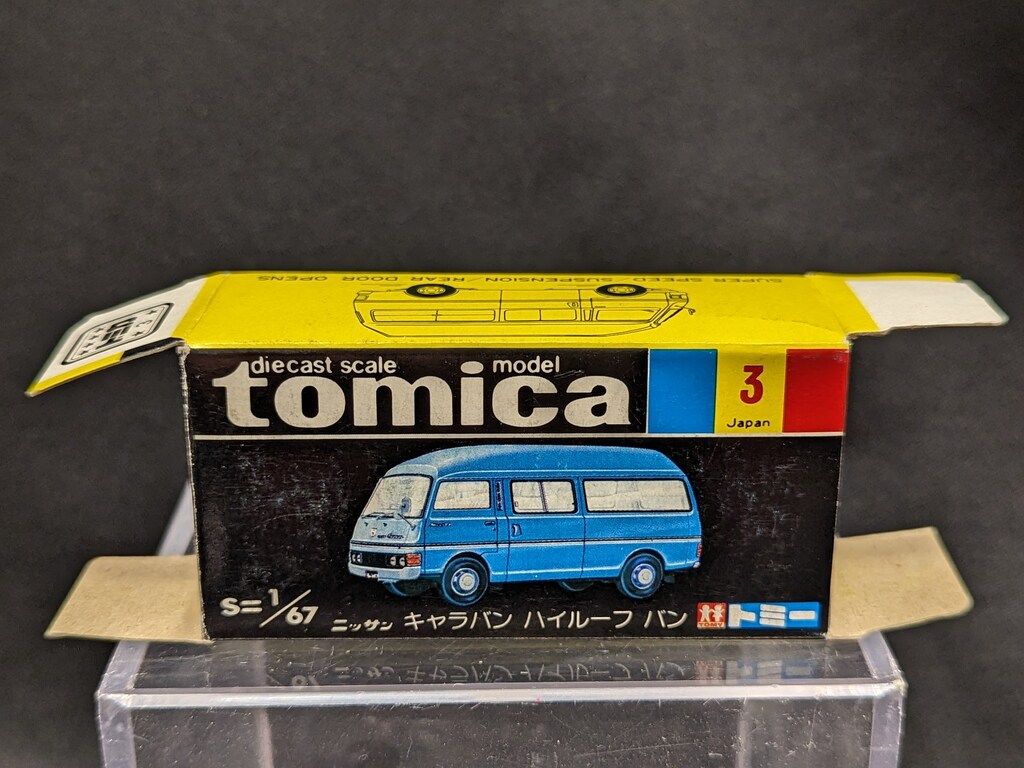 SUPER SPEED SUSPENSION/REAR DOOR OPENS
diecast scale model
tomica
3
Japan
S=1/67
ニッサン キャラバン ハイルーフ バン
TOMY
トミー